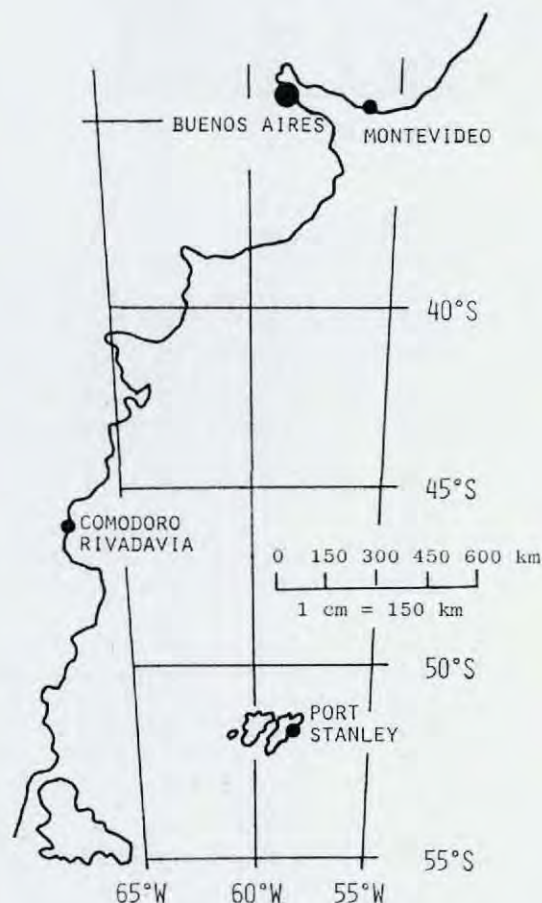 BUENOS AIRES
MONTEVIDEO
40°S
45°S
COMODORO
RIVADAVIA
0 150 300 450 600 km
1 cm = 150 km
50°S
PORT
STANLEY
55°S
65°W 60°W 55°W